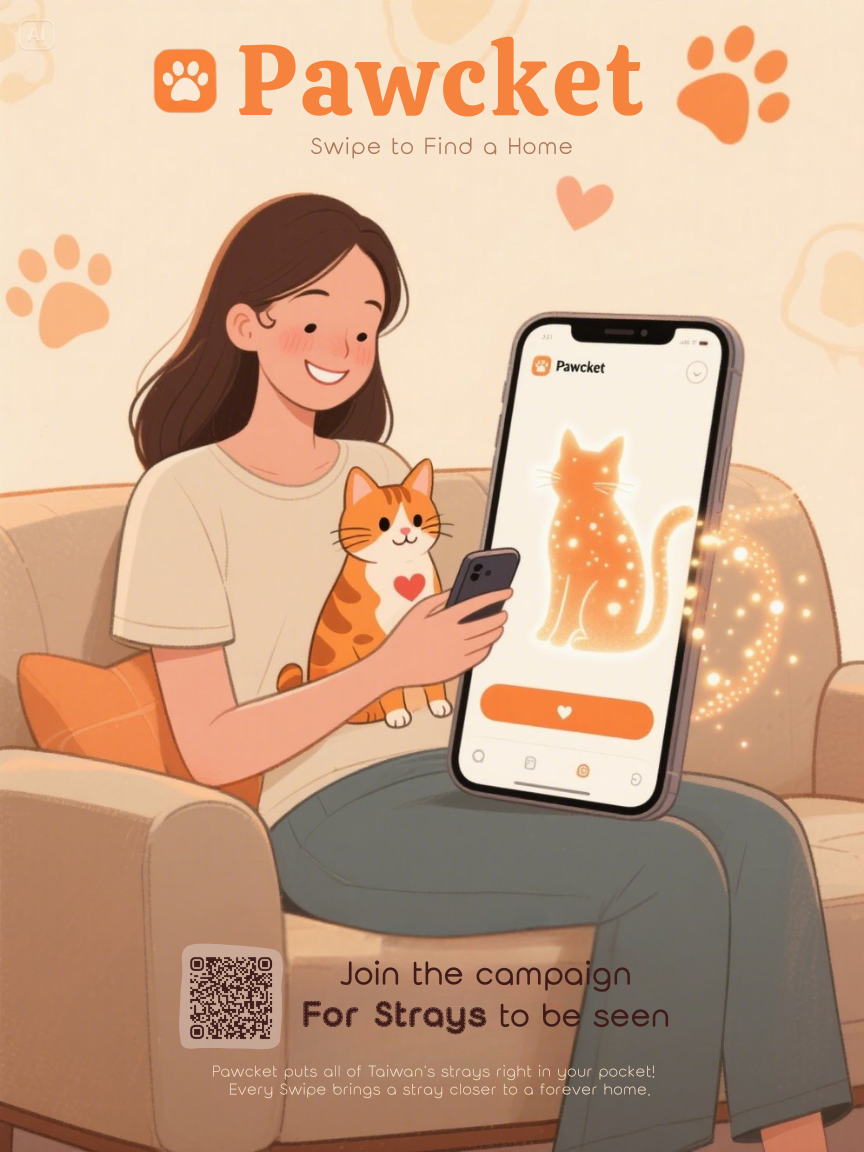 AI
Pawcket
Swipe to Find a Home
Pawcket
Join the campaign
For Strays to be seen
Pawcket puts all of Taiwan's strays right in your pocket!
Every Swipe brings a stray closer to a forever home.